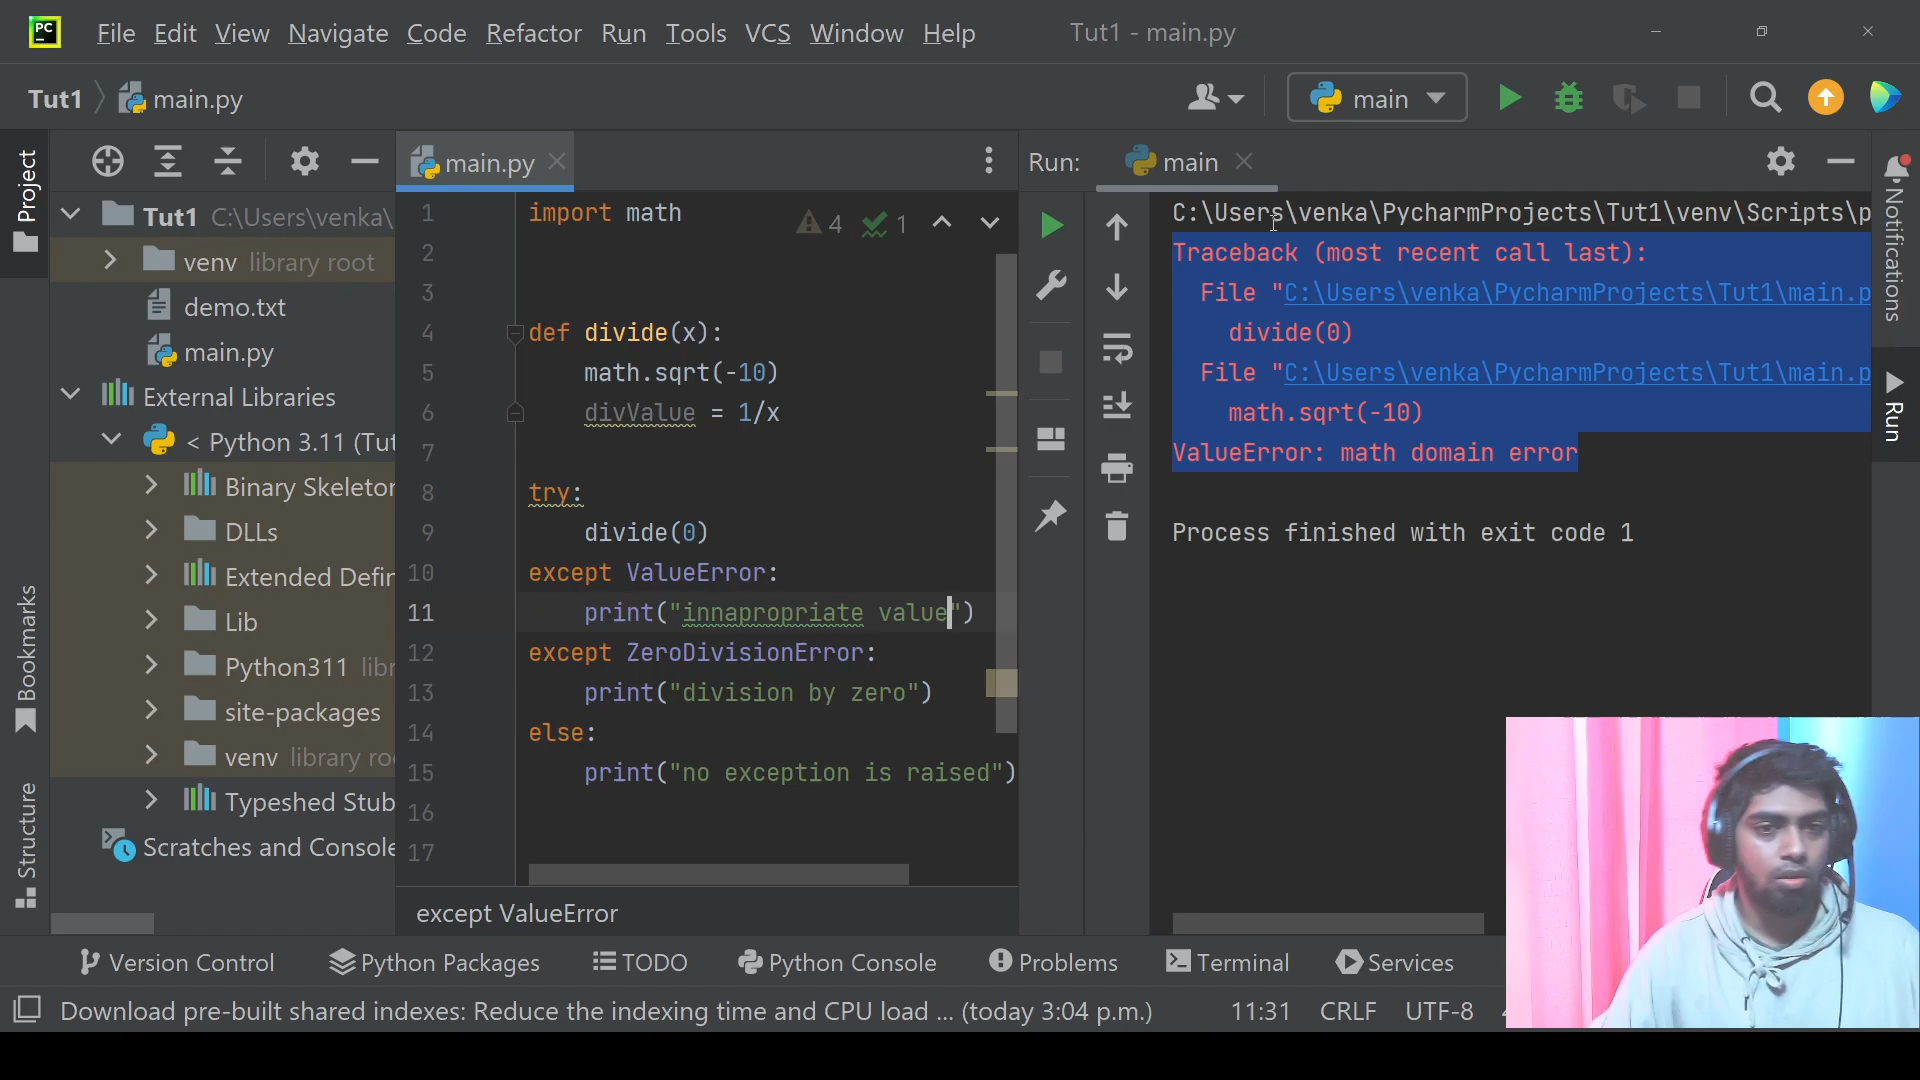 PC File Edit View Navigate Code Refactor Run Tools VCS Window Help Tut1 - main.py
Tut1 main.py main
Project main.py Run: main
Tut1 C:\Users\venka\
venv library root
demo.txt
main.py
External Libraries
< Python 3.11 (Tut
Binary Skeletor
DLLs
Extended Defir
Lib
Python311 libr
site-packages
venv library roo
Typeshed Stub
Scratches and Console
Bookmarks
Structure
4 1
1 import math
2
3
4 def divide(x):
5 math.sqrt(-10)
6 divValue = 1/x
7
8 try:
9 divide(0)
10 except ValueError:
11 print("innapropriate value")
12 except ZeroDivisionError:
13 print("division by zero")
14 else:
15 print("no exception is raised")
16
17
except ValueError
C:\Users\venka\PycharmProjects\Tut1\venv\Scripts\p
Traceback (most recent call last):
File "C:\Users\venka\PycharmProjects\Tut1\main.p
divide(0)
File "C:\Users\venka\PycharmProjects\Tut1\main.p
math.sqrt(-10)
ValueError: math domain error
Process finished with exit code 1
Notifications
Run
Version Control Python Packages TODO Python Console Problems Terminal Services
Download pre-built shared indexes: Reduce the indexing time and CPU load ... (today 3:04 p.m.) 11:31 CRLF UTF-8